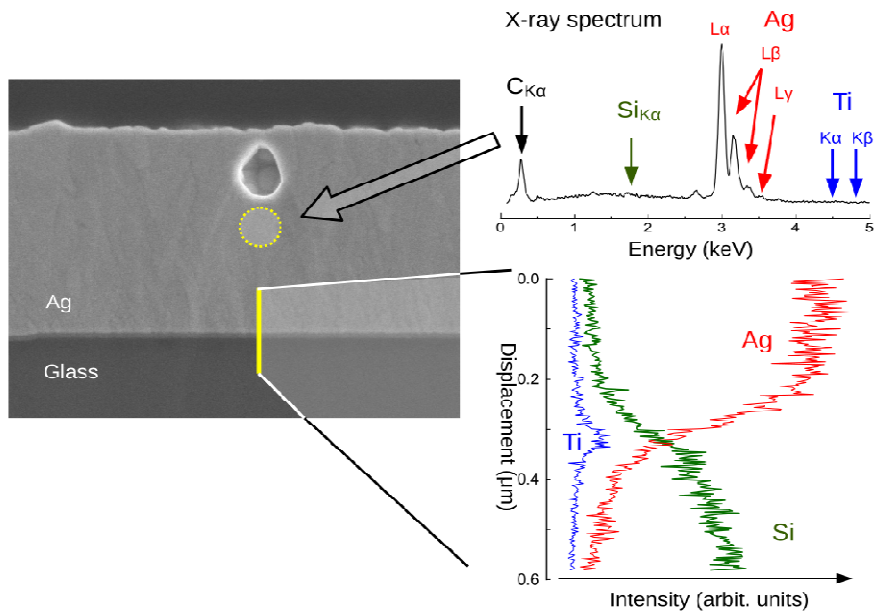 X-ray spectrum
Lα
Ag
Lβ
Lγ
CKα
SiKα
Ti
Kα
Kβ
0
1
2
3
4
5
Energy (keV)
Ag
Glass
0.0
0.2
0.4
0.6
Displacement (μm)
Ag
Ti
Si
Intensity (arbit. units)